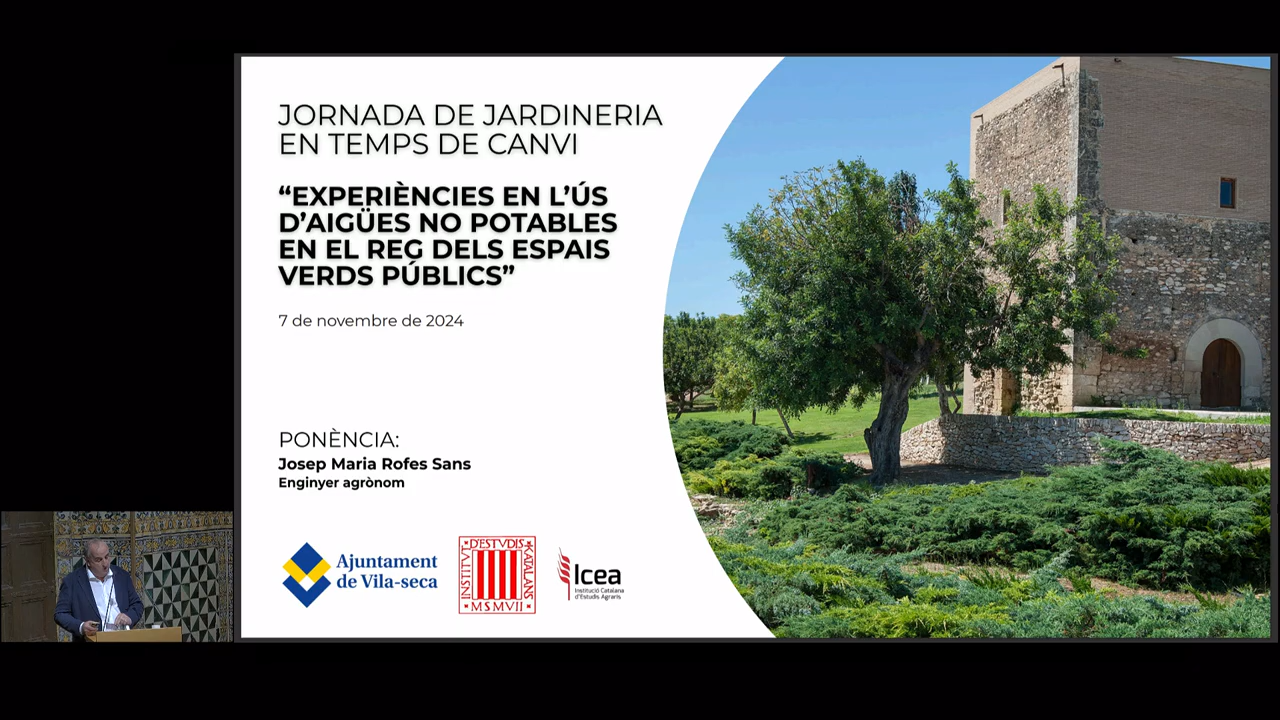 JORNADA DE JARDINERIA
EN TEMPS DE CANVI
“EXPERIÈNCIES EN L’ÚS
D’AIGÜES NO POTABLES
EN EL REG DELS ESPAIS
VERDS PÚBLICS”
7 de novembre de 2024
PONÈNCIA:
Josep Maria Rofes Sans
Enginyer agrònom
Ajuntament
de Vila-seca
INSTITVT
D'ESTVDIS
KATALANS
MSMVII
Icea
Institució Catalana
d'Estudis Agraris